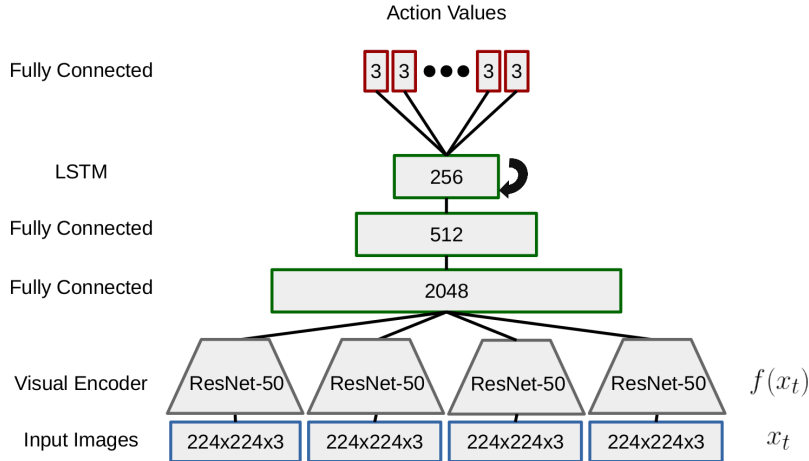 Action Values
Fully Connected 3 3 ●●● 3 3
LSTM 256
Fully Connected 512
Fully Connected 2048
Visual Encoder ResNet-50 ResNet-50 ResNet-50 ResNet-50 f(x_t)
Input Images 224x224x3 224x224x3 224x224x3 224x224x3 x_t